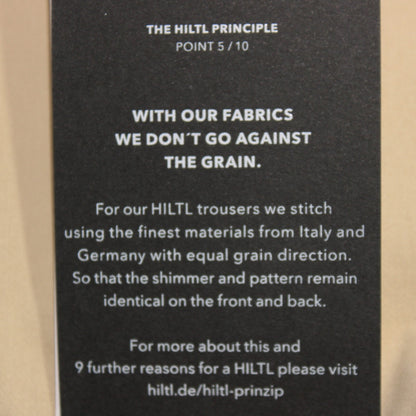 THE HILTL PRINCIPLE
POINT 5 / 10
WITH OUR FABRICS
WE DON´T GO AGAINST
THE GRAIN.
For our HILTL trousers we stitch
using the finest materials from Italy and
Germany with equal grain direction.
So that the shimmer and pattern remain
identical on the front and back.
For more about this and
9 further reasons for a HILTL please visit
hiltl.de/hiltl-prinzip